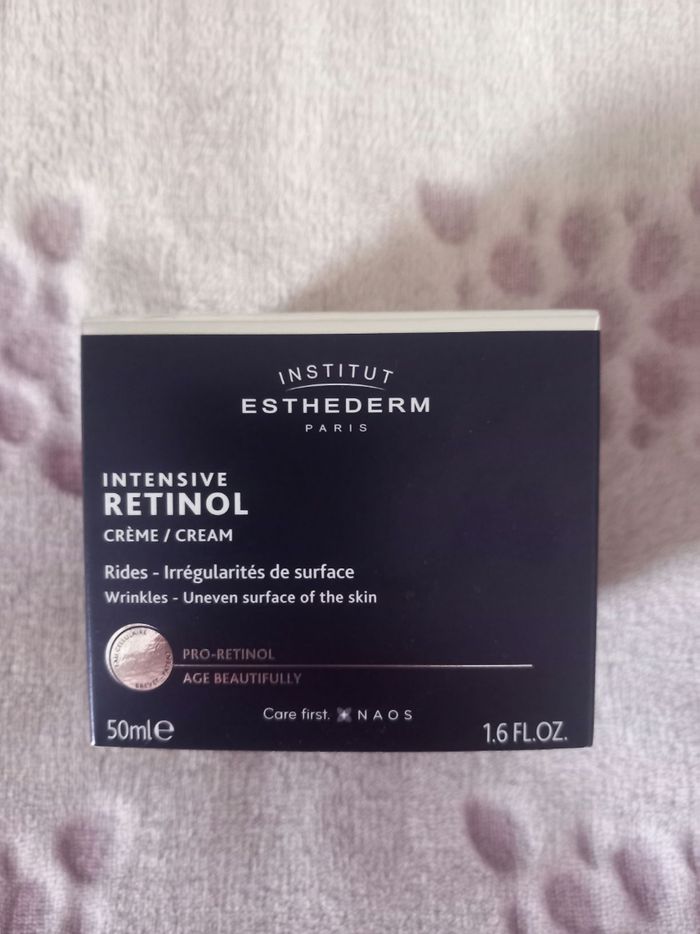 INSTITUT
ESTHEDERM
PARIS
INTENSIVE
RETINOL
CRÈME / CREAM
Rides - Irrégularités de surface
Wrinkles - Uneven surface of the skin
PRO-RETINOL
AGE BEAUTIFULLY
Care first. NAOS
50ml℮
1.6 FL.OZ.